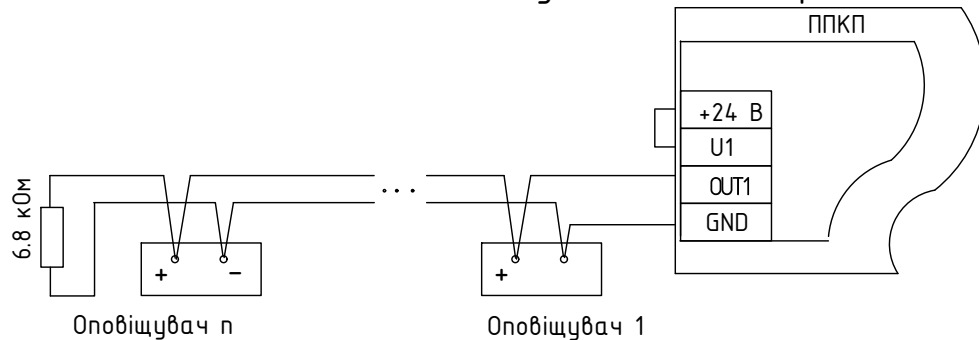 ППКП
+24 В
U1
OUT1
GND
...
6.8 кОм
+ -
+
Оповіщувач n
Оповіщувач 1